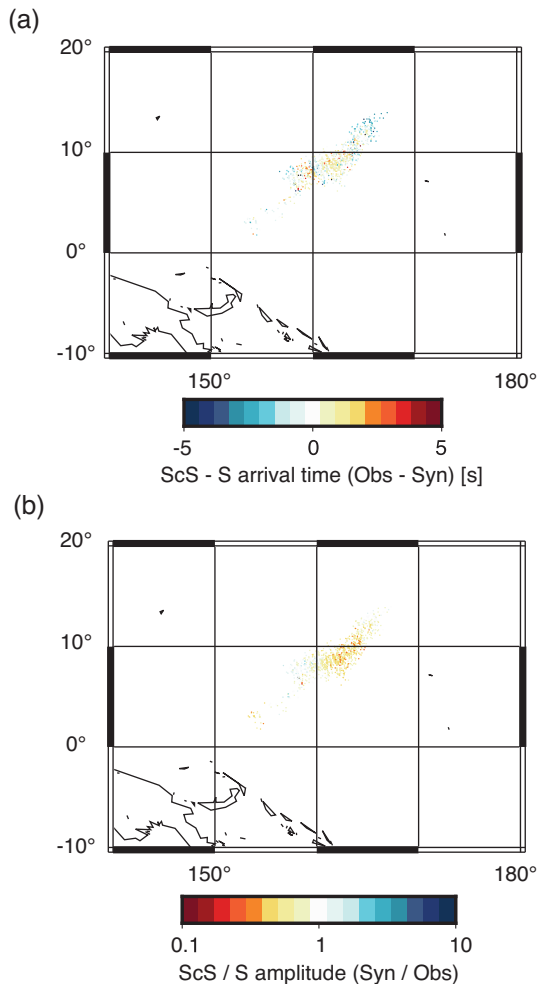 (a)
20°
10°
0°
-10°
150° 180°
-5 0 5
ScS - S arrival time (Obs - Syn) [s]
(b)
20°
10°
0°
-10°
150° 180°
0.1 1 10
ScS / S amplitude (Syn / Obs)